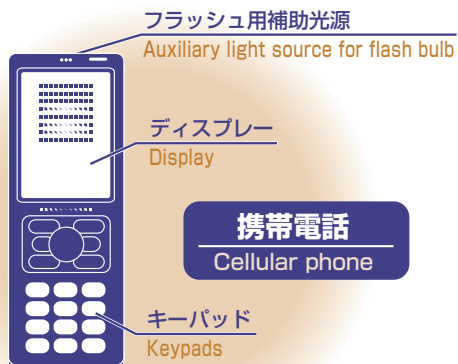 フラッシュ用補助光源
Auxiliary light source for flash bulb
ディスプレー
Display
携帯電話
Cellular phone
キーパッド
Keypads